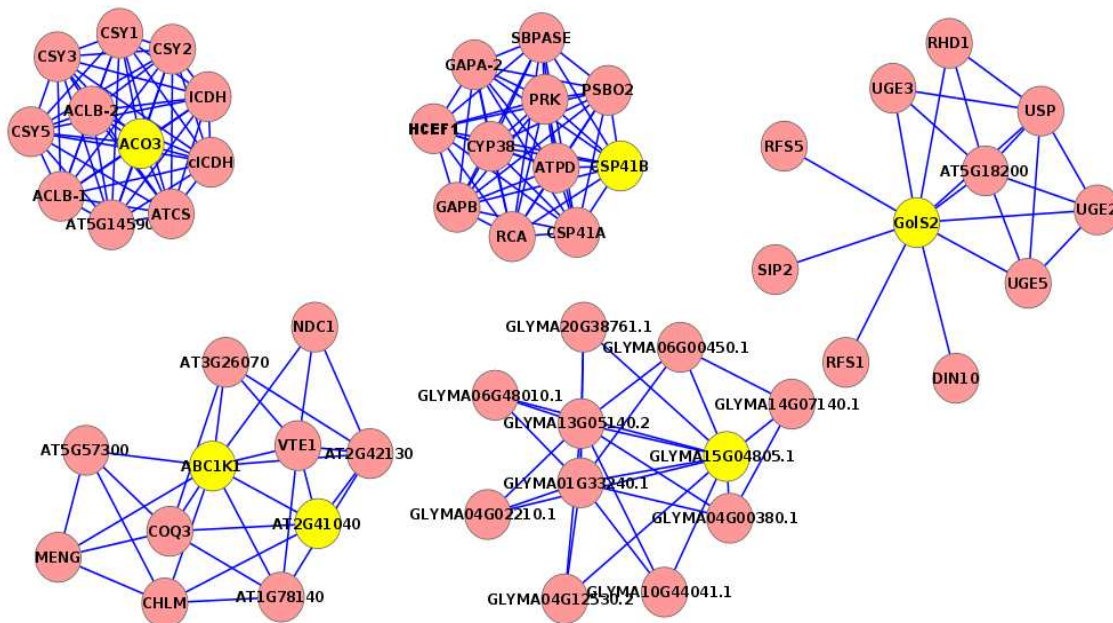 CSY1
CSY2
CSY3
ICDH
ACLB-2
CSY5
ACO3
cICDH
ACLB-1
ATCS
AT5G14590
SBPASE
GAPA-2
PSBO2
PRK
HCEF1
CYP38
ATPD
CSP41B
GAPB
RCA
CSP41A
RHD1
UGE3
USP
RFS5
AT5G18200
UGE2
GolS2
SIP2
UGE5
RFS1
DIN10
NDC1
AT3G26070
AT5G57300
VTE1
AT2G42130
ABC1K1
COQ3
AT2G41040
MENG
CHLM
AT1G78140
GLYMA20G38761.1
GLYMA06G00450.1
GLYMA06G48010.1
GLYMA14G07140.1
GLYMA13G05140.2
GLYMA15G04805.1
GLYMA01G33240.1
GLYMA04G02210.1
GLYMA04G00380.1
GLYMA04G12530.2
GLYMA10G44041.1